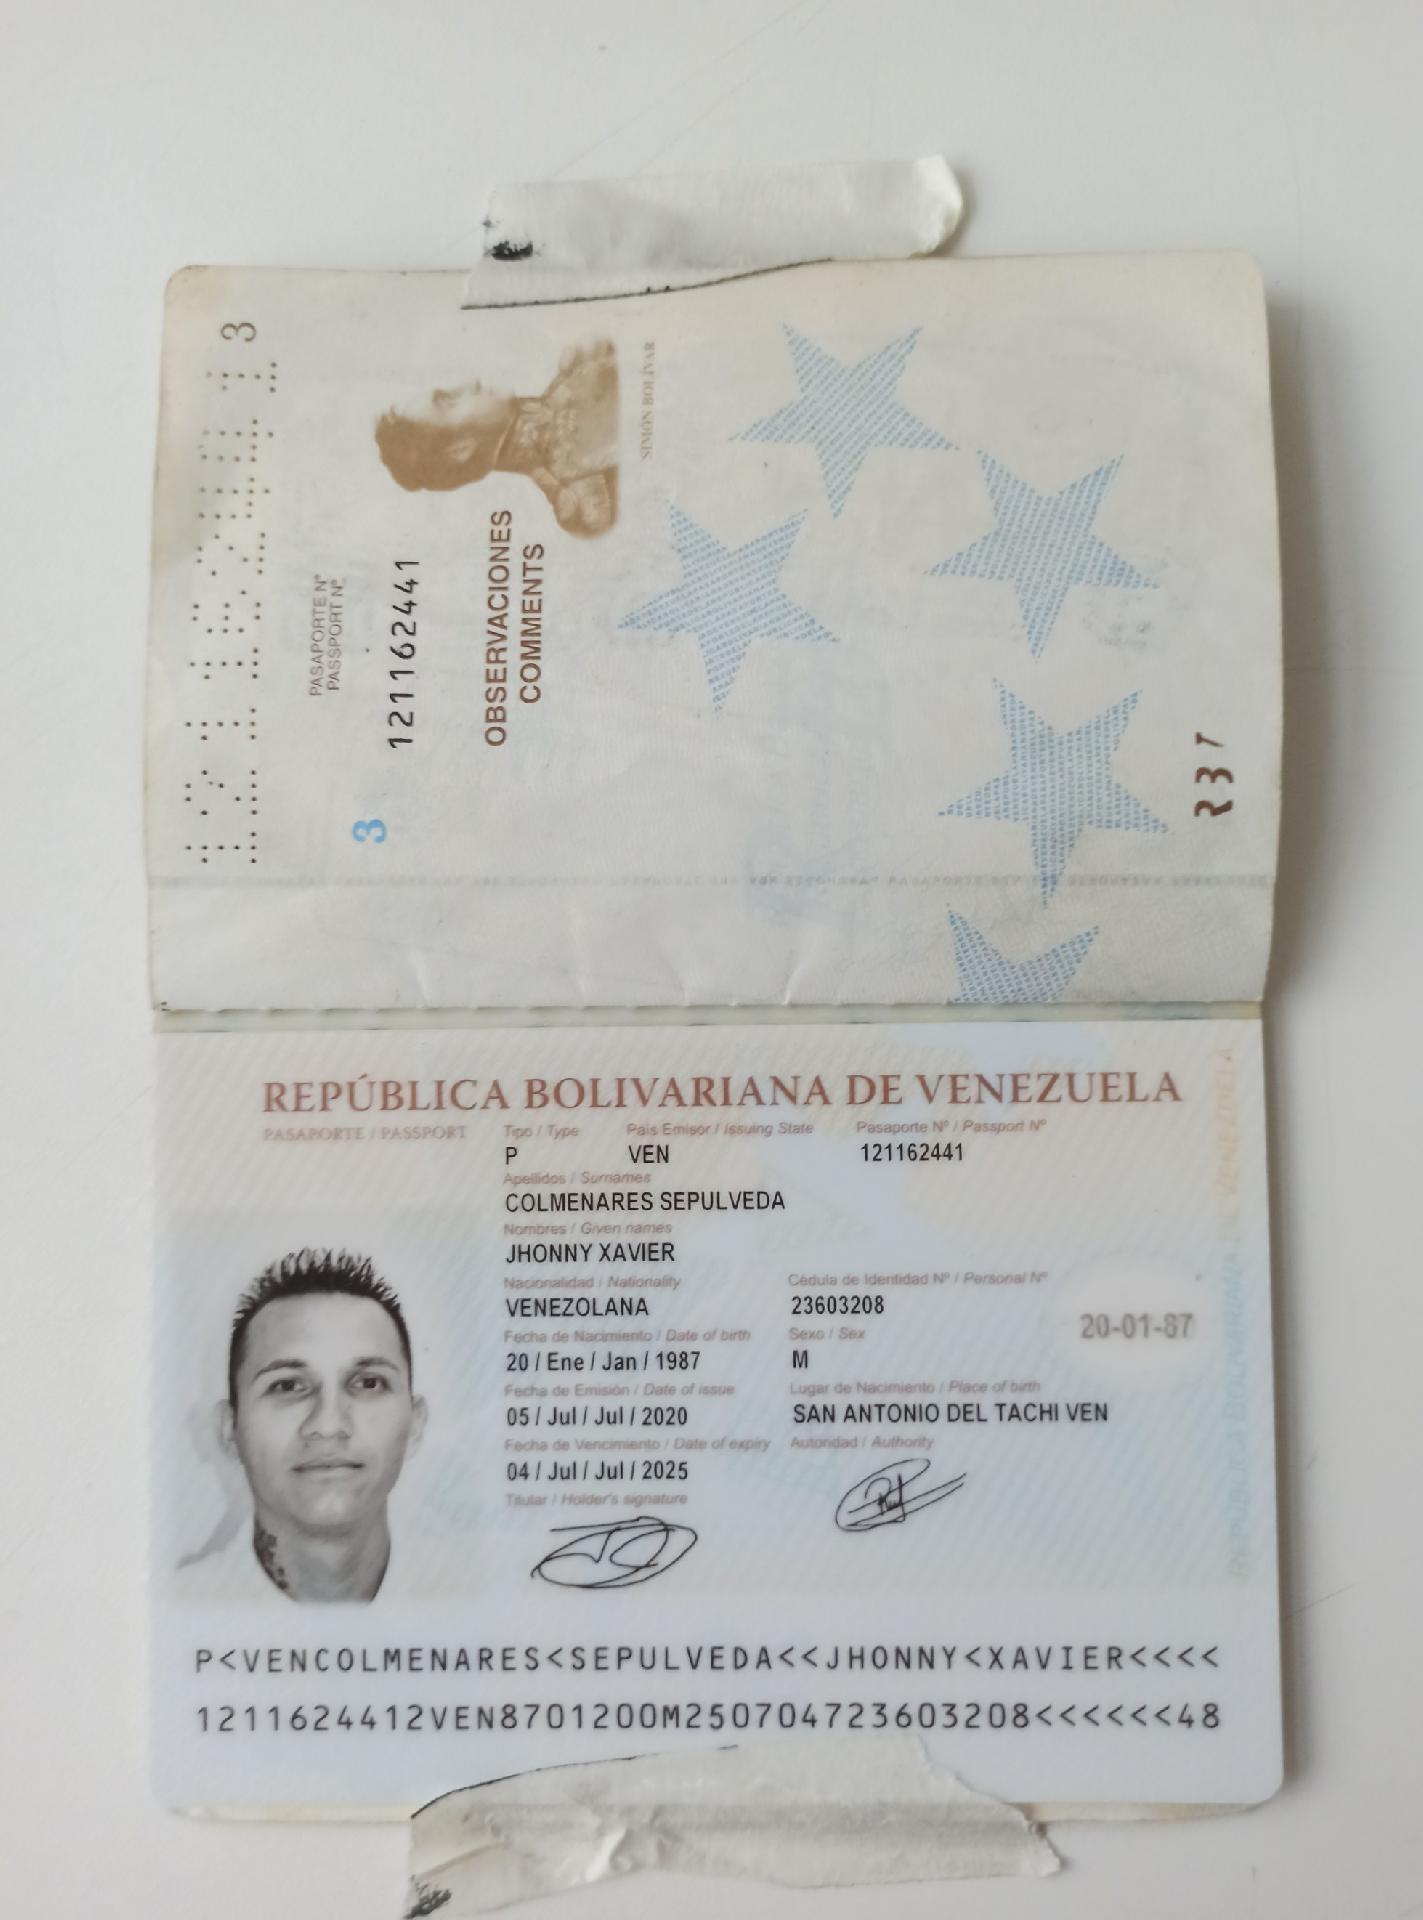 PASAPORTE Nº
PASSPORT Nº
121162441
3
OBSERVACIONES
COMMENTS
SIMÓN BOLÍVAR
REPÚBLICA BOLIVARIANA DE VENEZUELA
PASAPORTE / PASSPORT
Tipo / Type País Emisor / Issuing State Pasaporte Nº / Passport Nº
P VEN 121162441
Apellidos / Surnames
COLMENARES SEPULVEDA
Nombres / Given names
JHONNY XAVIER
Nacionalidad / Nationality Cédula de Identidad Nº / Personal Nº
VENEZOLANA 23603208
20-01-87
Fecha de Nacimiento / Date of birth Sexo / Sex
20 / Ene / Jan / 1987 M
Fecha de Emisión / Date of issue Lugar de Nacimiento / Place of birth
05 / Jul / Jul / 2020 SAN ANTONIO DEL TACHI VEN
Fecha de Vencimiento / Date of expiry Autoridad / Authority
04 / Jul / Jul / 2025
Titular / Holder's signature
P<VENCOLMENARES<SEPULVEDA<<JHONNY<XAVIER<<<<
1211624412VEN8701200M250704723603208<<<<<<48